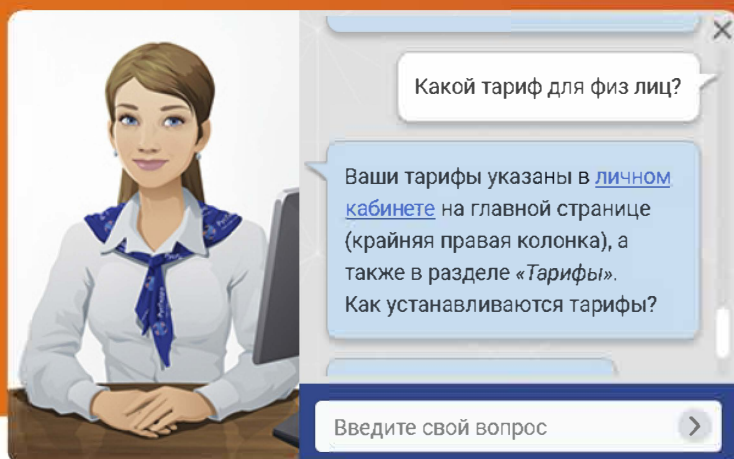 Какой тариф для физ лиц?
Ваши тарифы указаны в личном
кабинете на главной странице
(крайняя правая колонка), а
также в разделе «Тарифы».
Как устанавливаются тарифы?
Введите свой вопрос